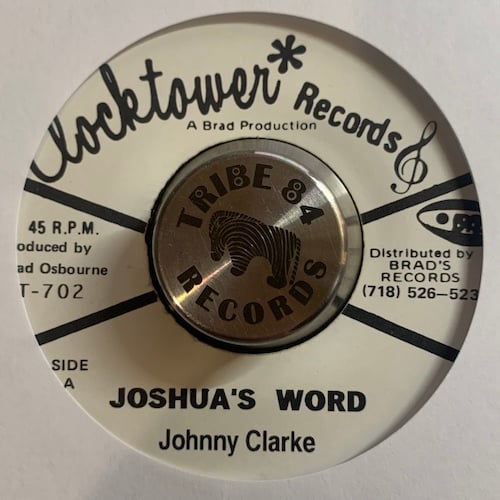 Clocktower* Records
A Brad Production
TRIBE 84
RECORDS
45 R.P.M.
oduced by
ad Osbourne
T-702
Distributed by
BRAD'S
RECORDS
(718) 526-523
SIDE
A
JOSHUA'S WORD
Johnny Clarke